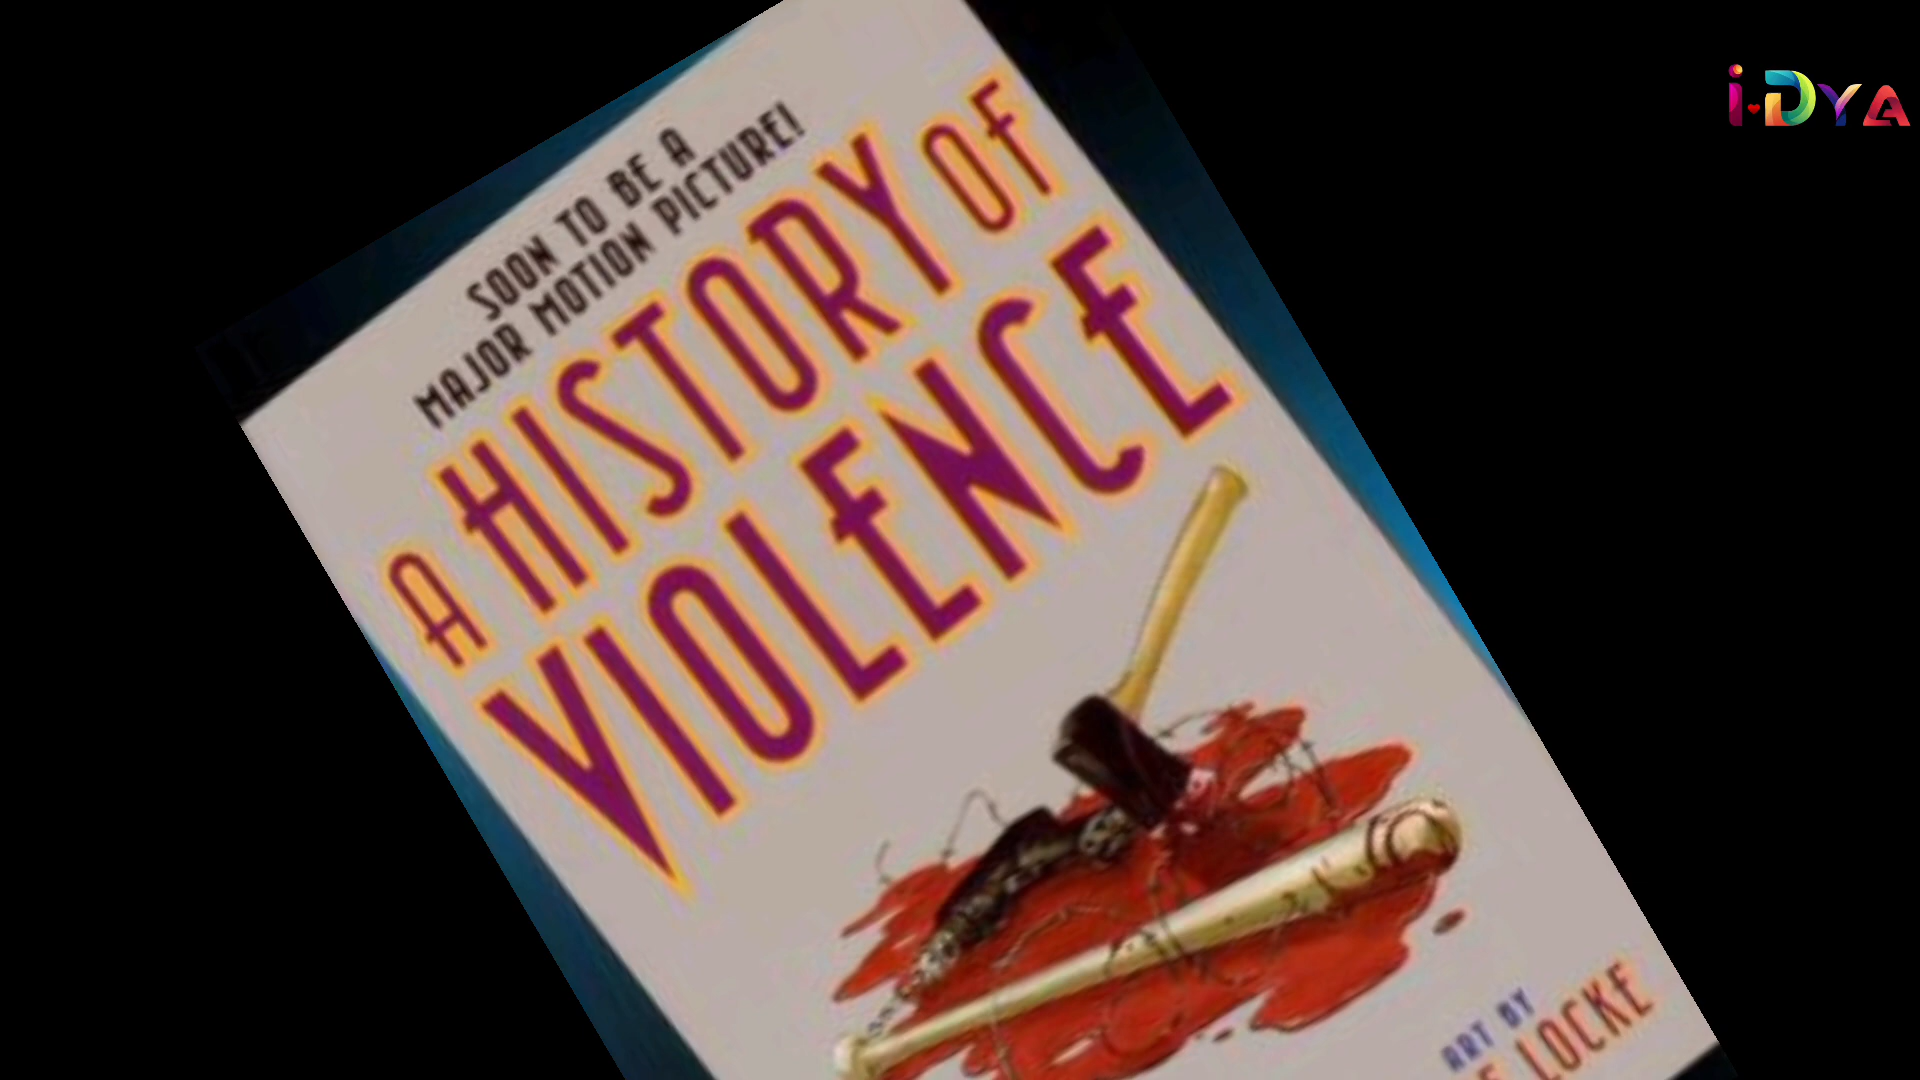 i-DYA
SOON TO BE A
MAJOR MOTION PICTURE!
A HISTORY OF
VIOLENCE
ART BY
E LOCKE